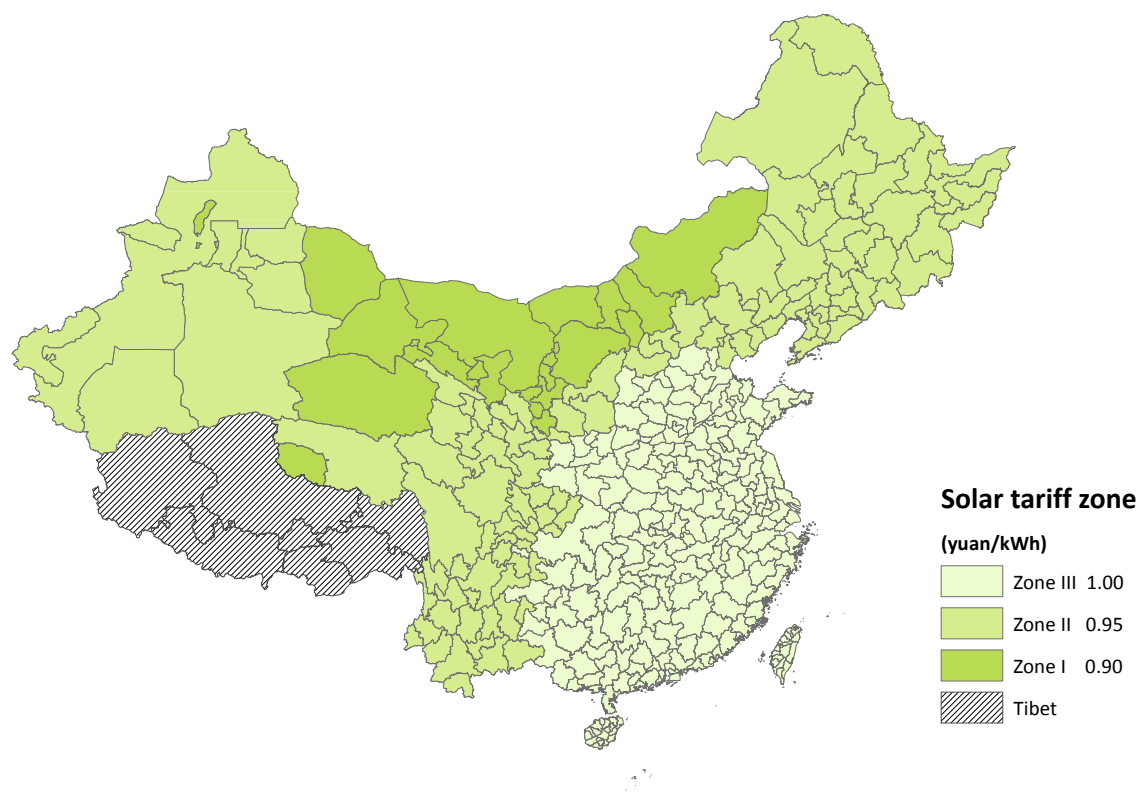 Solar tariff zone
(yuan/kWh)
Zone III 1.00
Zone II 0.95
Zone I 0.90
Tibet